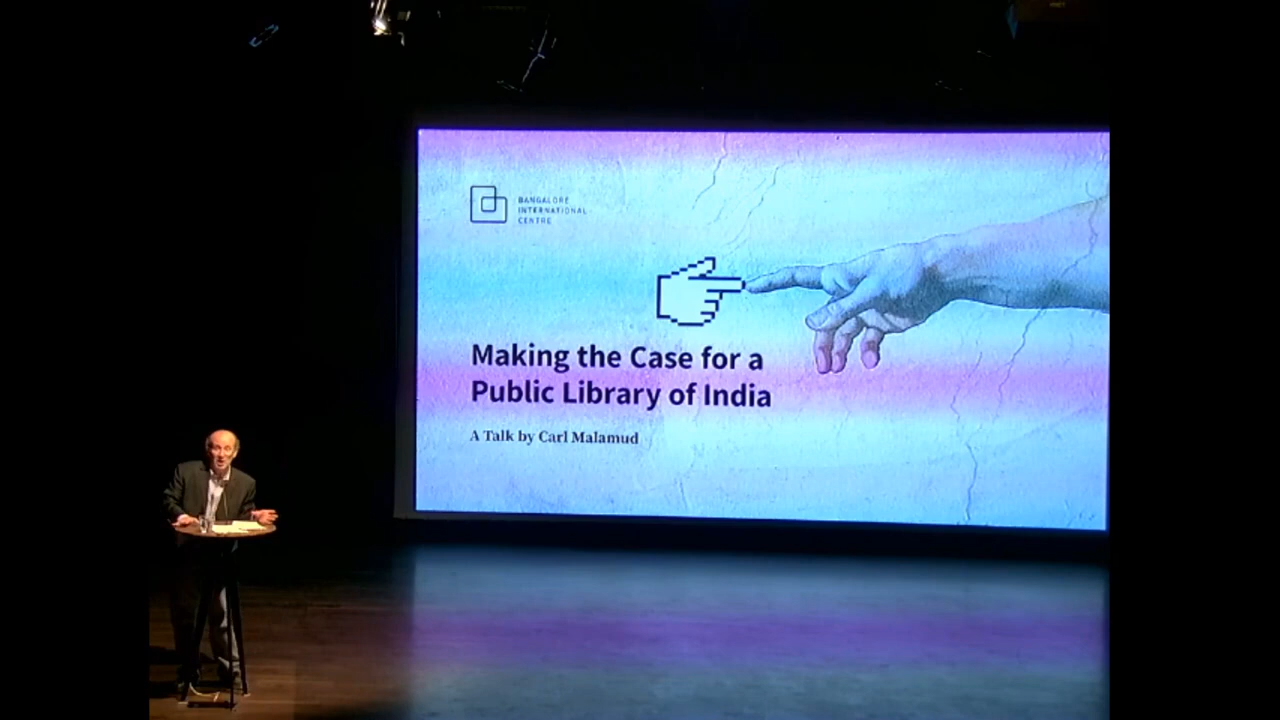 BANGALORE
INTERNATIONAL
CENTRE
Making the Case for a
Public Library of India
A Talk by Carl Malamud